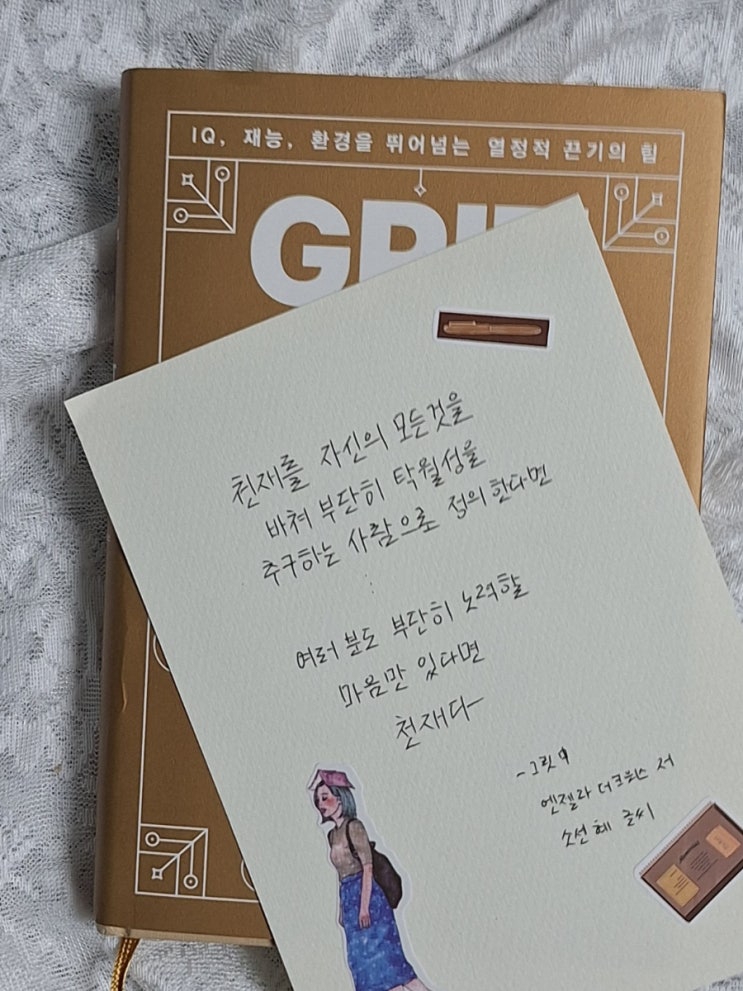 IQ, 재능, 환경을 뛰어넘는 열정적 끈기의 힘
GRIT
천재를 자신의 모든것을
바쳐 부단히 탁월성을
추구하는 사람으로 정의한다면
⋮
여러분도 부단히 노력할
마음만 있다면
천재다
- 그릿
엔젤라 더크워스 저
소선혜 글씨